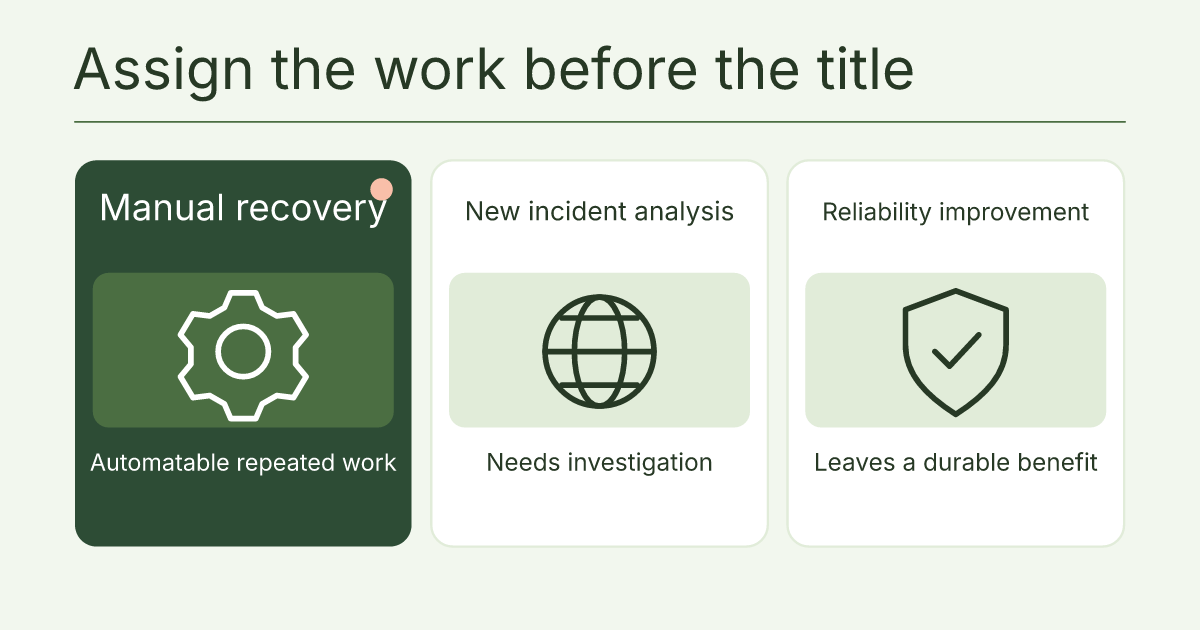 Assign the work before the title
Manual recovery
New incident analysis
Reliability improvement
Automatable repeated work
Needs investigation
Leaves a durable benefit